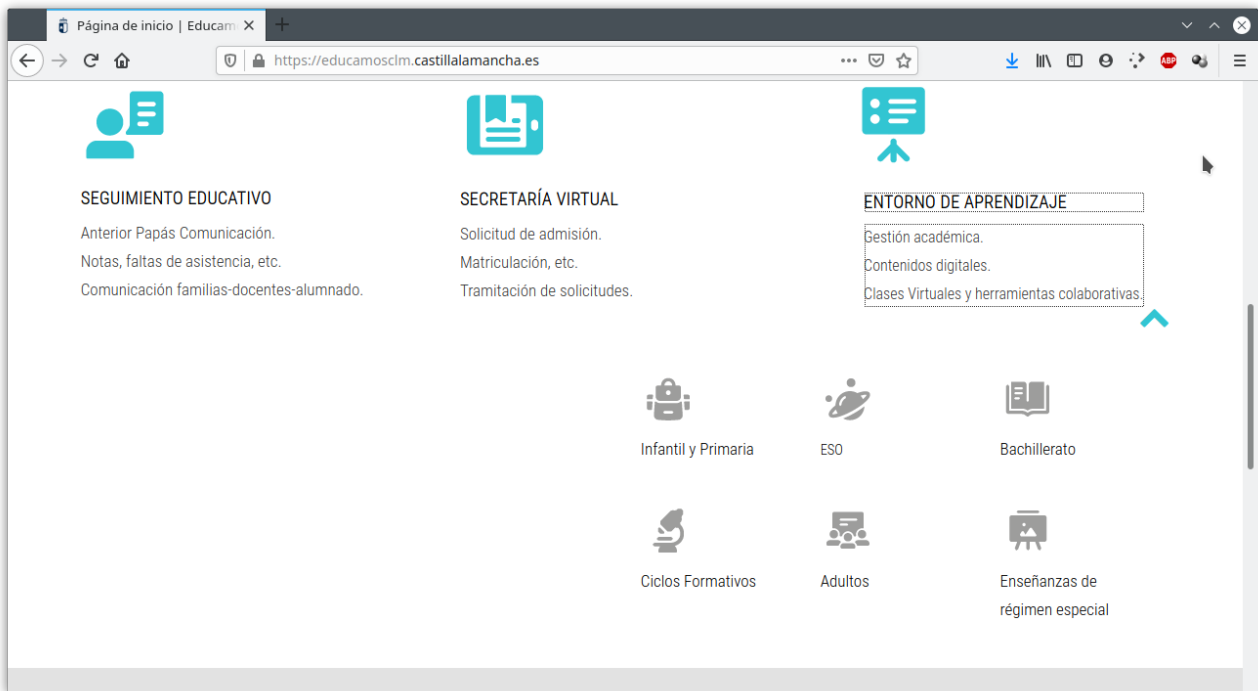 Página de inicio | Educam
https://educamosclm.castillalamancha.es
ABP
SEGUIMIENTO EDUCATIVO
Anterior Papás Comunicación.
Notas, faltas de asistencia, etc.
Comunicación familias-docentes-alumnado.
SECRETARÍA VIRTUAL
Solicitud de admisión.
Matriculación, etc.
Tramitación de solicitudes.
ENTORNO DE APRENDIZAJE
Gestión académica.
Contenidos digitales.
Clases Virtuales y herramientas colaborativas.
Infantil y Primaria
ESO
Bachillerato
Ciclos Formativos
Adultos
Enseñanzas de
régimen especial